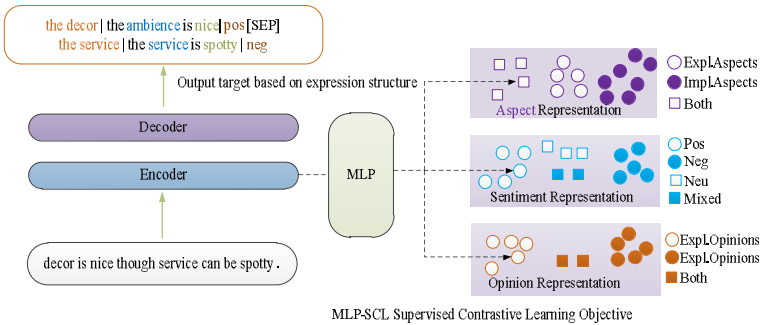 the decor | the ambience is nice| pos [SEP]
the service | the service is spotty | neg
Output target based on expression structure
Decoder
Encoder
MLP
decor is nice though service can be spotty .
Expl.Aspects
Impl.Aspects
Both
Aspect Representation
Pos
Neg
Neu
Mixed
Sentiment Representation
Expl.Opinions
Expl.Opinions
Both
Opinion Representation
MLP-SCL Supervised Contrastive Learning Objective